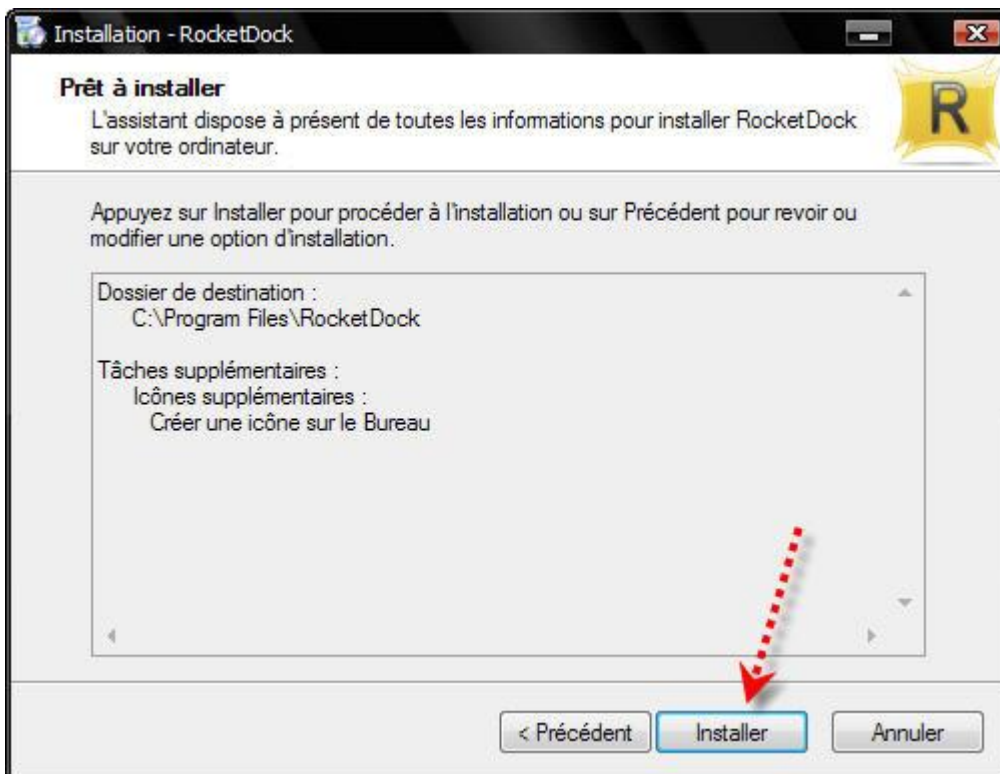 Installation - RocketDock
Prêt à installer
L'assistant dispose à présent de toutes les informations pour installer RocketDock
sur votre ordinateur.
R
Appuyez sur Installer pour procéder à l'installation ou sur Précédent pour revoir ou
modifier une option d'installation.
Dossier de destination :
C:\Program Files\RocketDock
Tâches supplémentaires :
Icônes supplémentaires :
Créer une icône sur le Bureau
< Précédent
Installer
Annuler